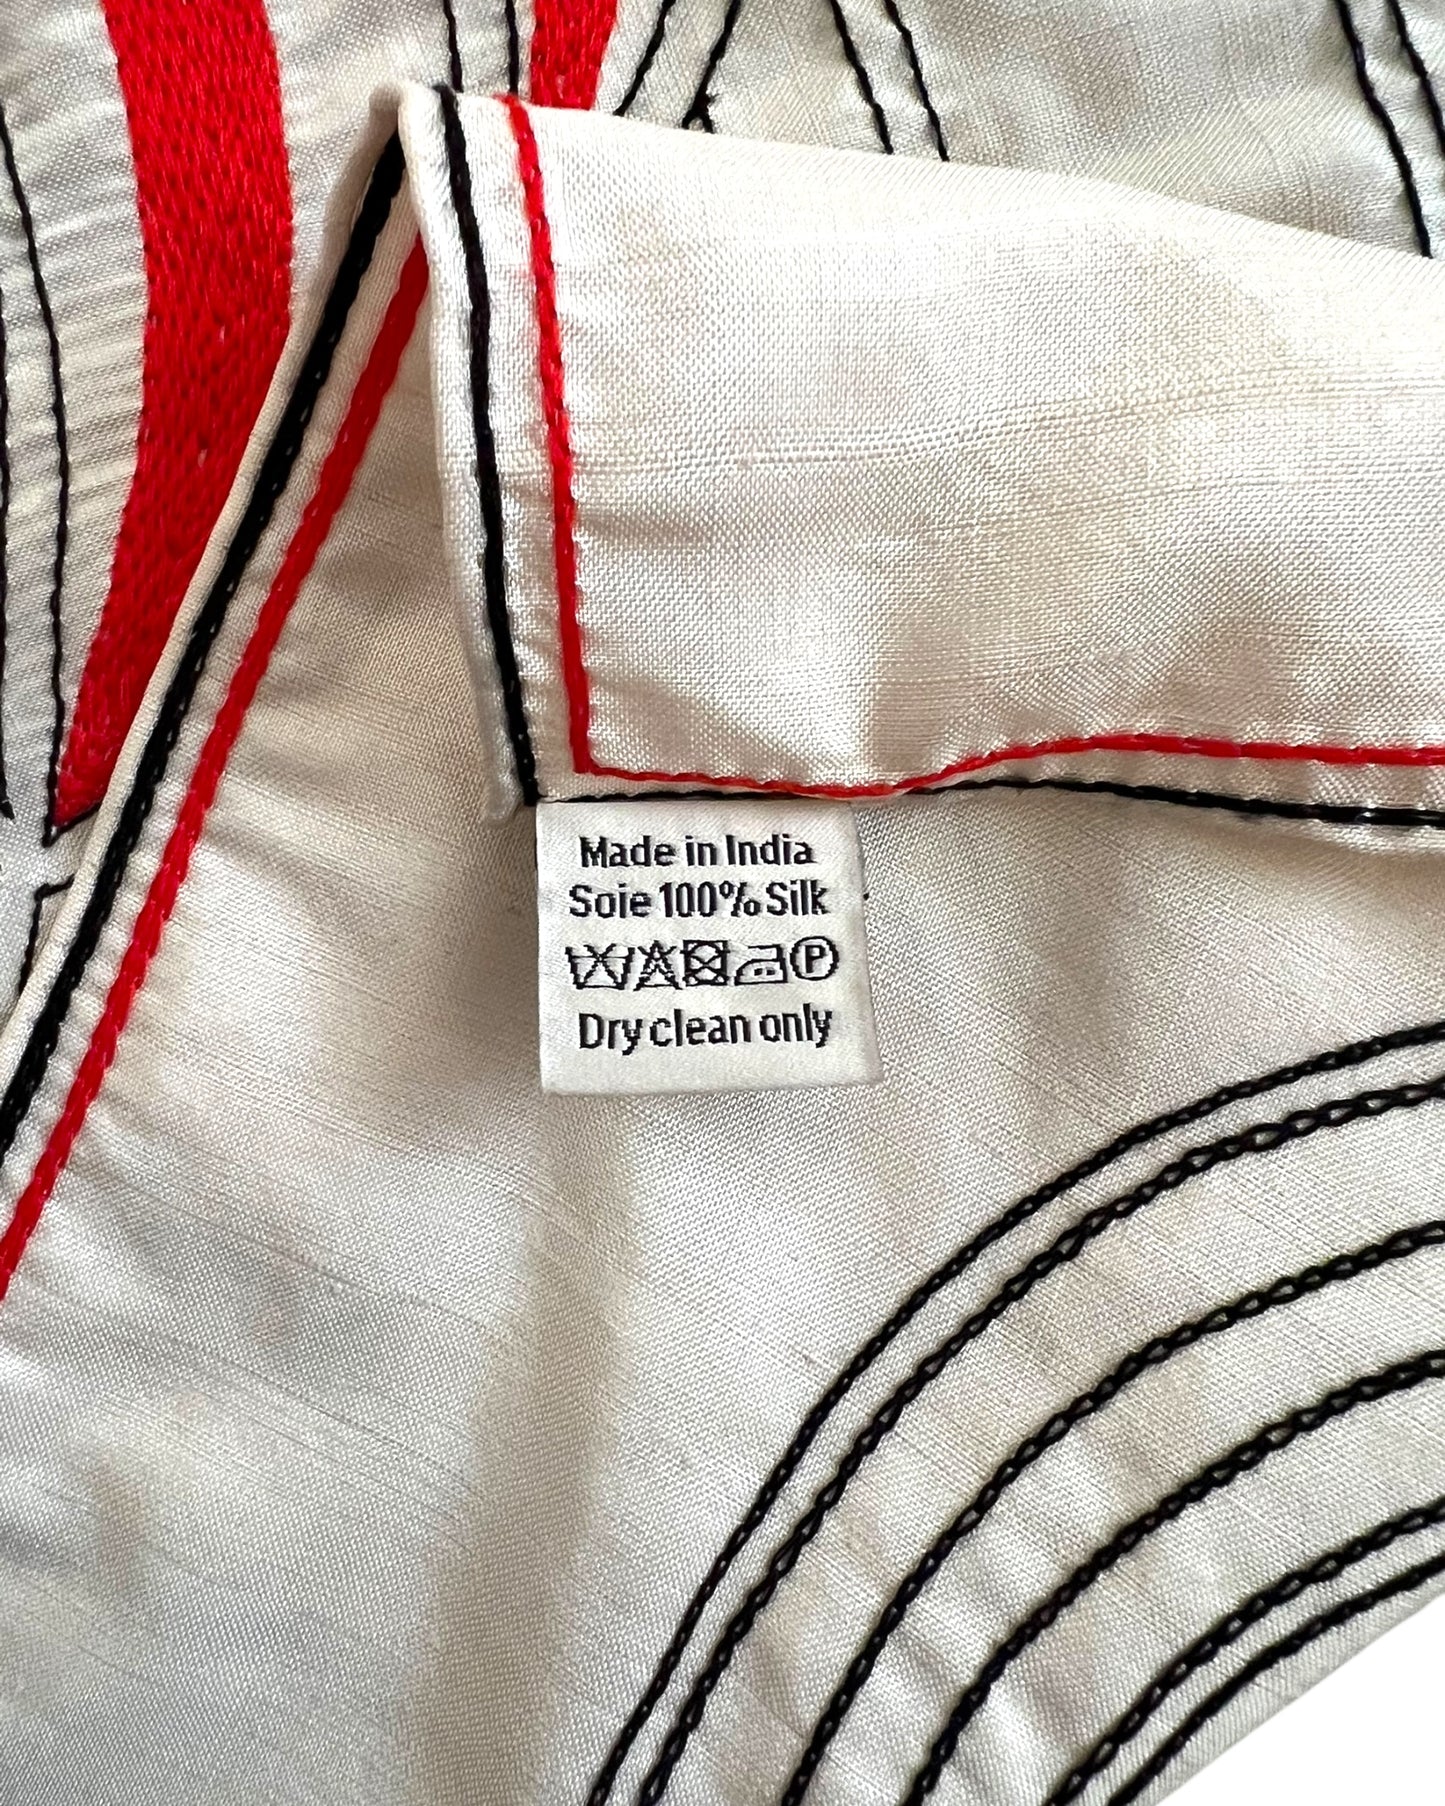 Made in India
Soie 100% Silk
P
Dry clean only